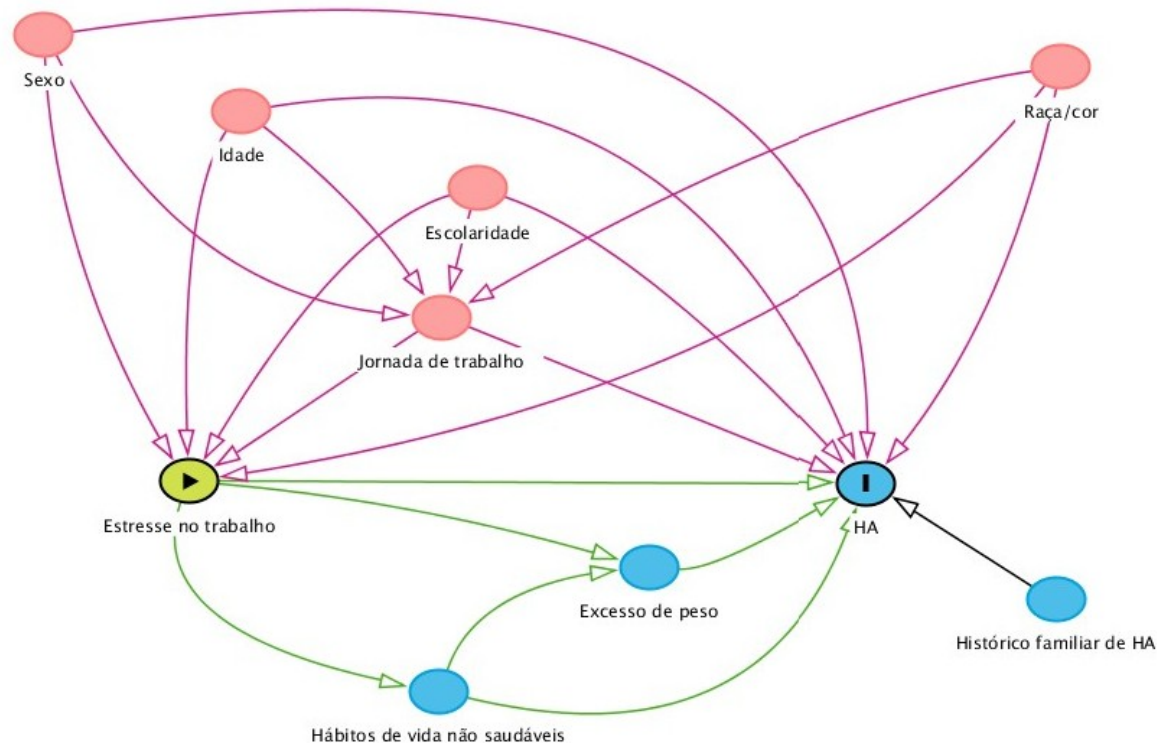 Sexo
Raça/cor
Idade
Escolaridade
Jornada de trabalho
Estresse no trabalho
HA
Excesso de peso
Histórico familiar de HA
Hábitos de vida não saudáveis